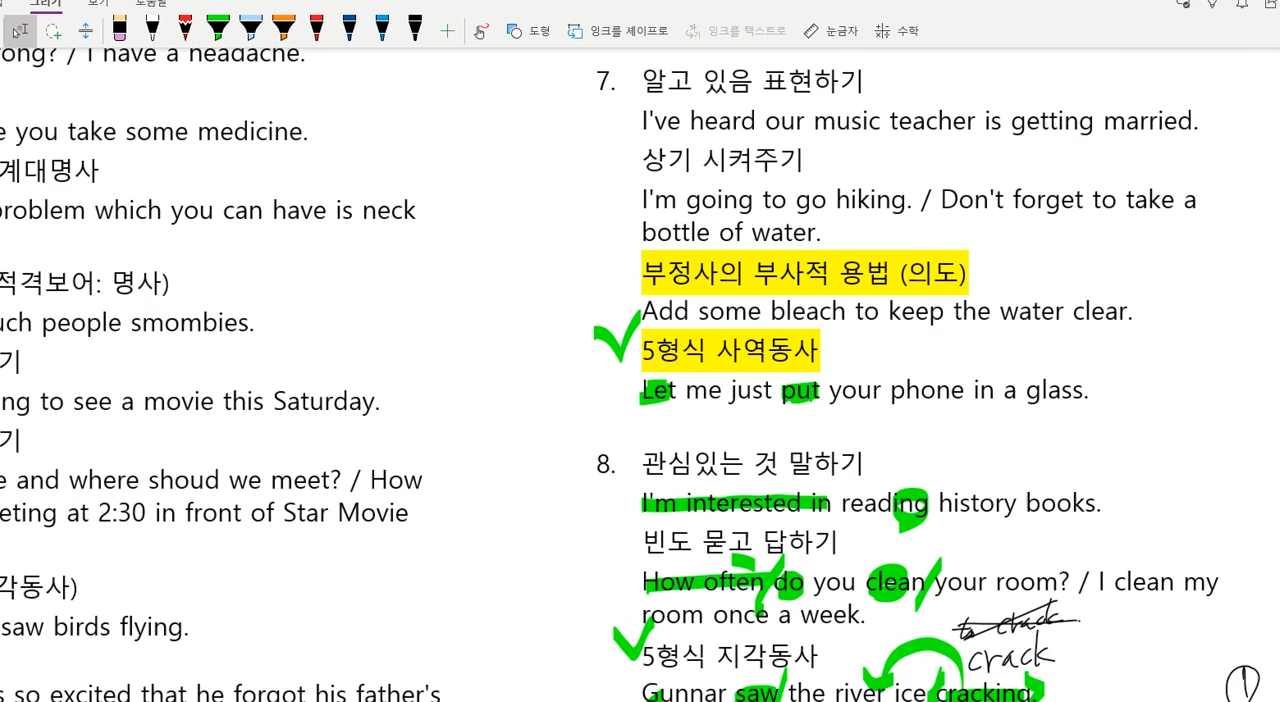 그리기 보기 도움말
도형 잉크를 셰이프로 잉크를 텍스트로 눈금자 수학
ong? / I have a headache.
e you take some medicine.
계대명사
problem which you can have is neck
적격보어: 명사)
uch people smombies.
기
ng to see a movie this Saturday.
기
e and where shoud we meet? / How
eting at 2:30 in front of Star Movie
각동사)
saw birds flying.
s so excited that he forgot his father's
7. 알고 있음 표현하기
I've heard our music teacher is getting married.
상기 시켜주기
I'm going to go hiking. / Don't forget to take a
bottle of water.
부정사의 부사적 용법 (의도)
Add some bleach to keep the water clear.
5형식 사역동사
Let me just put your phone in a glass.
8. 관심있는 것 말하기
I'm interested in reading history books.
빈도 묻고 답하기
How often do you clean your room? / I clean my
room once a week.
to crack
5형식 지각동사
crack
Gunnar saw the river ice cracking.
①